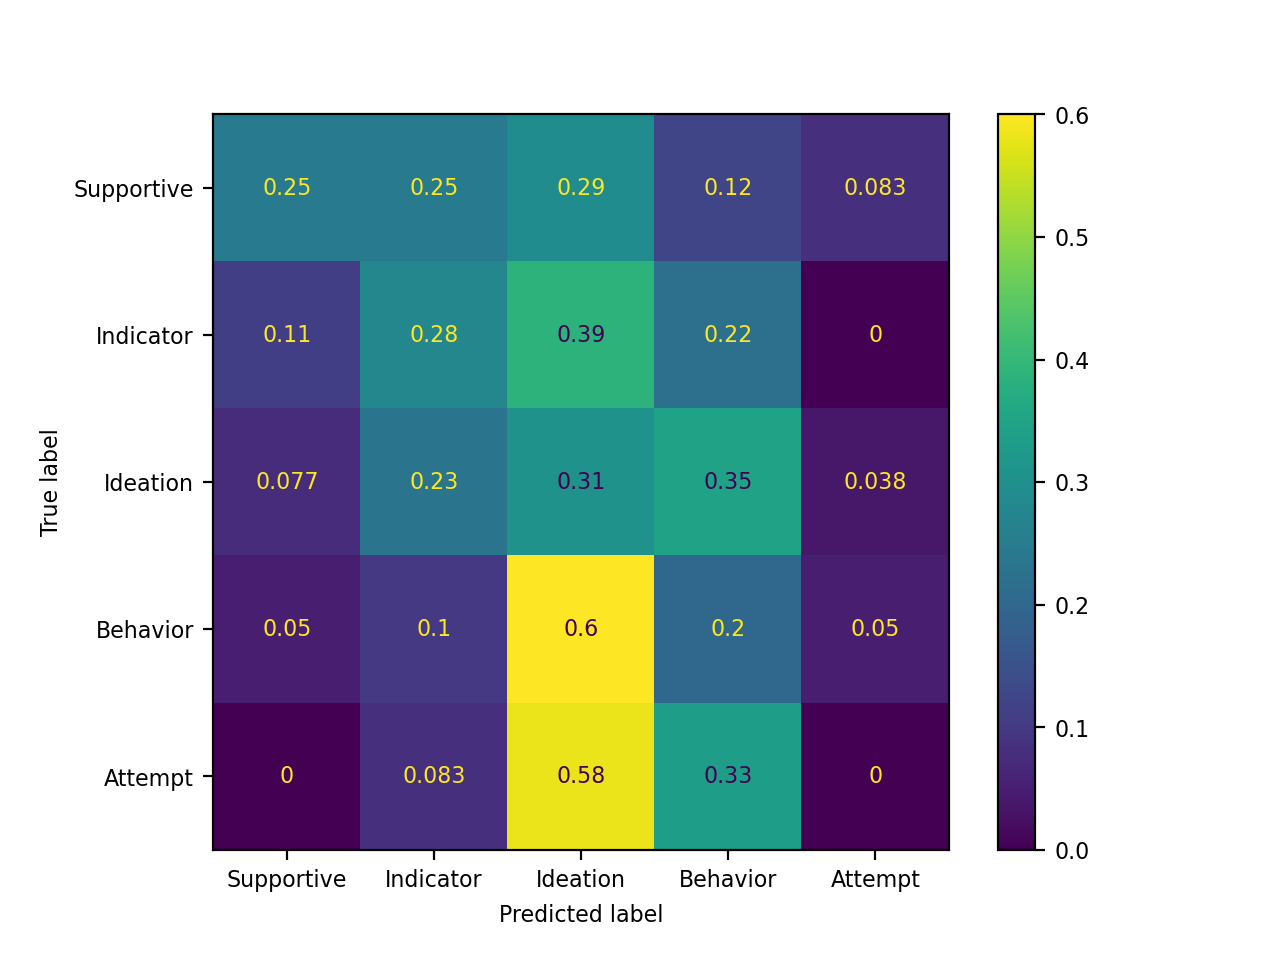 0.6
Supportive 0.25 0.25 0.29 0.12 0.083
0.5
Indicator 0.11 0.28 0.39 0.22 0
0.4
True label
Ideation 0.077 0.23 0.31 0.35 0.038
0.3
0.2
Behavior 0.05 0.1 0.6 0.2 0.05
0.1
Attempt 0 0.083 0.58 0.33 0
0.0
Supportive Indicator Ideation Behavior Attempt
Predicted label